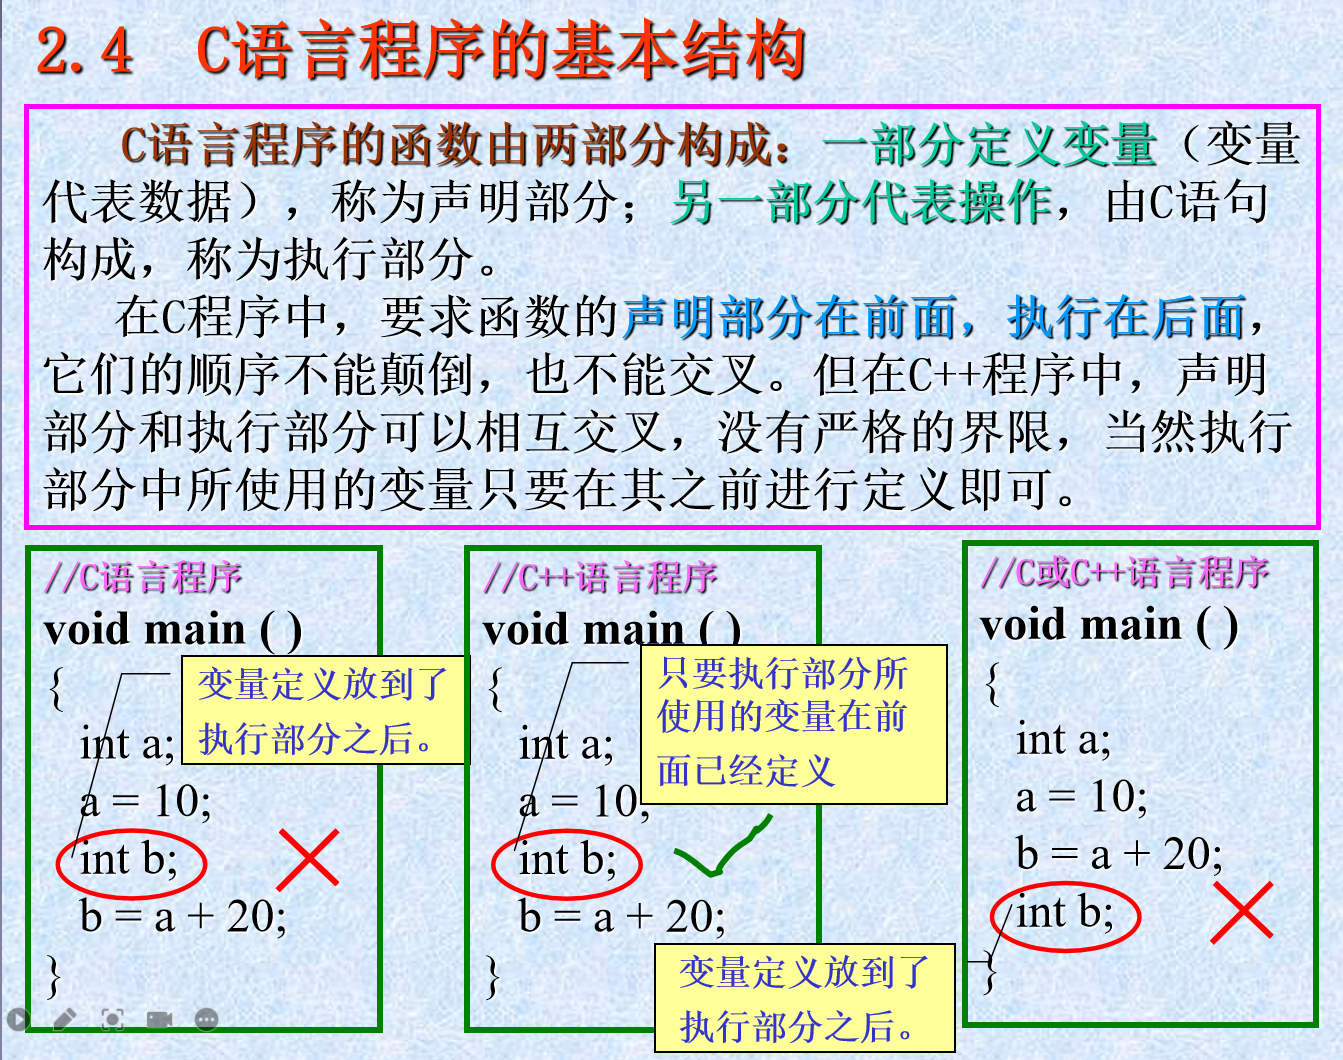 2.4 C语言程序的基本结构
C语言程序的函数由两部分构成：一部分定义变量（变量
代表数据），称为声明部分；另一部分代表操作，由C语句
构成，称为执行部分。
在C程序中，要求函数的声明部分在前面，执行在后面，
它们的顺序不能颠倒，也不能交叉。但在C++程序中，声明
部分和执行部分可以相互交叉，没有严格的界限，当然执行
部分中所使用的变量只要在其之前进行定义即可。
//C语言程序
void main ( )
{
int a;
a = 10;
int b;
b = a + 20;
}
变量定义放到了
执行部分之后。
//C++语言程序
void main ( )
{
int a;
a = 10;
int b;
b = a + 20;
}
只要执行部分所
使用的变量在前
面已经定义
//C或C++语言程序
void main ( )
{
int a;
a = 10;
b = a + 20;
int b;
}
变量定义放到了
执行部分之后。